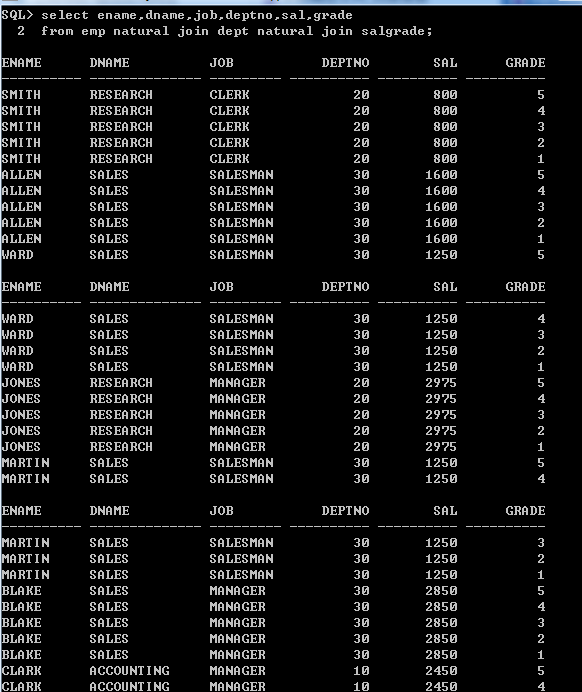 SQL> select ename,dname,job,deptno,sal,grade
  2  from emp natural join dept natural join salgrade;
ENAME      DNAME          JOB           DEPTNO        SAL      GRADE
---------- -------------- --------- ---------- ---------- ----------
SMITH      RESEARCH       CLERK             20        800          5
SMITH      RESEARCH       CLERK             20        800          4
SMITH      RESEARCH       CLERK             20        800          3
SMITH      RESEARCH       CLERK             20        800          2
SMITH      RESEARCH       CLERK             20        800          1
ALLEN      SALES          SALESMAN          30       1600          5
ALLEN      SALES          SALESMAN          30       1600          4
ALLEN      SALES          SALESMAN          30       1600          3
ALLEN      SALES          SALESMAN          30       1600          2
ALLEN      SALES          SALESMAN          30       1600          1
WARD       SALES          SALESMAN          30       1250          5
ENAME      DNAME          JOB           DEPTNO        SAL      GRADE
---------- -------------- --------- ---------- ---------- ----------
WARD       SALES          SALESMAN          30       1250          4
WARD       SALES          SALESMAN          30       1250          3
WARD       SALES          SALESMAN          30       1250          2
WARD       SALES          SALESMAN          30       1250          1
JONES      RESEARCH       MANAGER           20       2975          5
JONES      RESEARCH       MANAGER           20       2975          4
JONES      RESEARCH       MANAGER           20       2975          3
JONES      RESEARCH       MANAGER           20       2975          2
JONES      RESEARCH       MANAGER           20       2975          1
MARTIN     SALES          SALESMAN          30       1250          5
MARTIN     SALES          SALESMAN          30       1250          4
ENAME      DNAME          JOB           DEPTNO        SAL      GRADE
---------- -------------- --------- ---------- ---------- ----------
MARTIN     SALES          SALESMAN          30       1250          3
MARTIN     SALES          SALESMAN          30       1250          2
MARTIN     SALES          SALESMAN          30       1250          1
BLAKE      SALES          MANAGER           30       2850          5
BLAKE      SALES          MANAGER           30       2850          4
BLAKE      SALES          MANAGER           30       2850          3
BLAKE      SALES          MANAGER           30       2850          2
BLAKE      SALES          MANAGER           30       2850          1
CLARK      ACCOUNTING     MANAGER           10       2450          5
CLARK      ACCOUNTING     MANAGER           10       2450          4